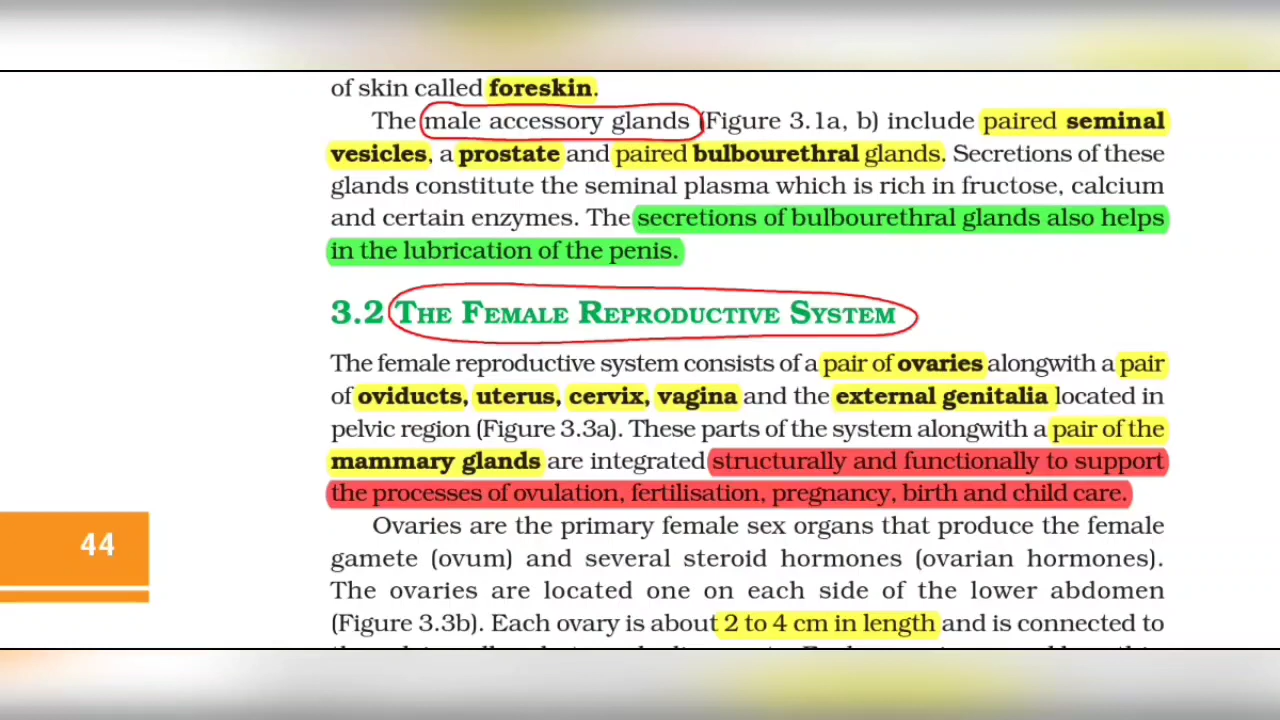 of skin called foreskin.
The male accessory glands (Figure 3.1a, b) include paired seminal
vesicles, a prostate and paired bulbourethral glands. Secretions of these
glands constitute the seminal plasma which is rich in fructose, calcium
and certain enzymes. The secretions of bulbourethral glands also helps
in the lubrication of the penis.
3.2 The Female Reproductive System
The female reproductive system consists of a pair of ovaries alongwith a pair
of oviducts, uterus, cervix, vagina and the external genitalia located in
pelvic region (Figure 3.3a). These parts of the system alongwith a pair of the
mammary glands are integrated structurally and functionally to support
the processes of ovulation, fertilisation, pregnancy, birth and child care.
Ovaries are the primary female sex organs that produce the female
44
gamete (ovum) and several steroid hormones (ovarian hormones).
The ovaries are located one on each side of the lower abdomen
(Figure 3.3b). Each ovary is about 2 to 4 cm in length and is connected to